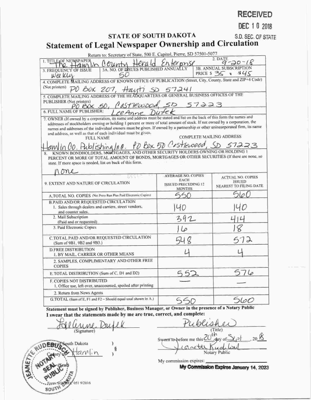 RECEIVED
DEC 10 2018
S.D. SEC. OF STATE
STATE OF SOUTH DAKOTA
Statement of Legal Newspaper Ownership and Circulation
Return to: Secretary of State, 500 E. Capitol, Pierre, SD 57501-5077
1. TITLE OF NEWSPAPER
2. DATE
The Hamlin County Herald Enterprise
9-20-18
3. FREQUENCY OF ISSUE
3A. NO. OF ISSUES PUBLISHED ANNUALLY
3B. ANNUAL SUBSCRIPTION
weekly
50
PRICE $ 36 - $45
4. COMPLETE MAILING ADDRESS OF KNOWN OFFICE OF PUBLICATION (Street, City, County, State and ZIP+4 Code)
(Not printers)
PO Box 207, Hayti SD 57241
5. COMPLETE MAILING ADDRESS OF THE HEADQUARTERS OR GENERAL BUSINESS OFFICES OF THE
PUBLISHER (Not printers)
PO Box 50, Castlewood SD 57223
6. FULL NAME OF PUBLISHER:
LeeAnne Dufek
7. OWNER (If owned by a corporation, its name and address must be stated and also on the back of this form the names and
addresses of stockholders owning or holding 1 percent or more of total amount of stock. If not owned by a corporation, the
names and addresses of the individual owners must be given. If owned by a partnership or other unincorporated firm, its name
and address, as well as that of each individual must be given.
FULL NAME
COMPLETE MAILING ADDRESS
Hamlin Co. Publishing Inc. PO Box 50 Castlewood, SD 57223
8. KNOWN BONDHOLDERS, MORTGAGES, AND OTHER SECURITY HOLDERS OWNING OR HOLDING 1
PERCENT OR MORE OF TOTAL AMOUNT OF BONDS, MORTGAGES OR OTHER SECURITIES (If there are none, so
state. If more space is needed, list on back of this form.
none
9. EXTENT AND NATURE OF CIRCULATION
AVERAGE NO. COPIES
EACH
ISSUE DURING PRECEDING 12
MONTHS
ACTUAL NO. COPIES
ISSUED
NEAREST TO FILING DATE
A. TOTAL NO. COPIES
550
560
B. PAID AND/OR REQUESTED CIRCULATION
1. Sales through dealers and carriers, street vendors,
and counter sales.
140
140
2. Mail Subscription
(Paid and or requested)
392
414
3. Paid Electronic Copies
16
18
C. TOTAL PAID AND/OR REQUESTED CIRCULATION
(Sum of 9B1, 9B2 and 9B3.)
548
572
D. FREE DISTRIBUTION
1. BY MAIL, CARRIER OR OTHER MEANS
4
4
2. SAMPLES, COMPLIMENTARY AND OTHER FREE
COPIES
E. TOTAL DISTRIBUTION (Sum of C, D1 and D2)
552
576
F. COPIES NOT DISTRIBUTED
1. Office use, left over, unaccounted, spoiled after printing
2. Return from News Agents
G. TOTAL (Sum of E, F1 and F2 - Should equal total shown in A.)
550
560
Statement must be signed by Publisher, Business Manager, or Owner in the presence of a Notary Public
I swear that the statements made by me are true, correct, and complete:
LeeAnne Dufek
Publisher
(Signature)
(Title)
South Dakota
Hamlin
Sworn to before me this 20th day of Sept 18
Jeanette Rudebusch
Notary Public
My commission expires:
My Commission Expires January 14, 2023
JEANETTE RUDEBUSCH
NOTARY
SEAL
PUBLIC
SOUTH DAKOTA